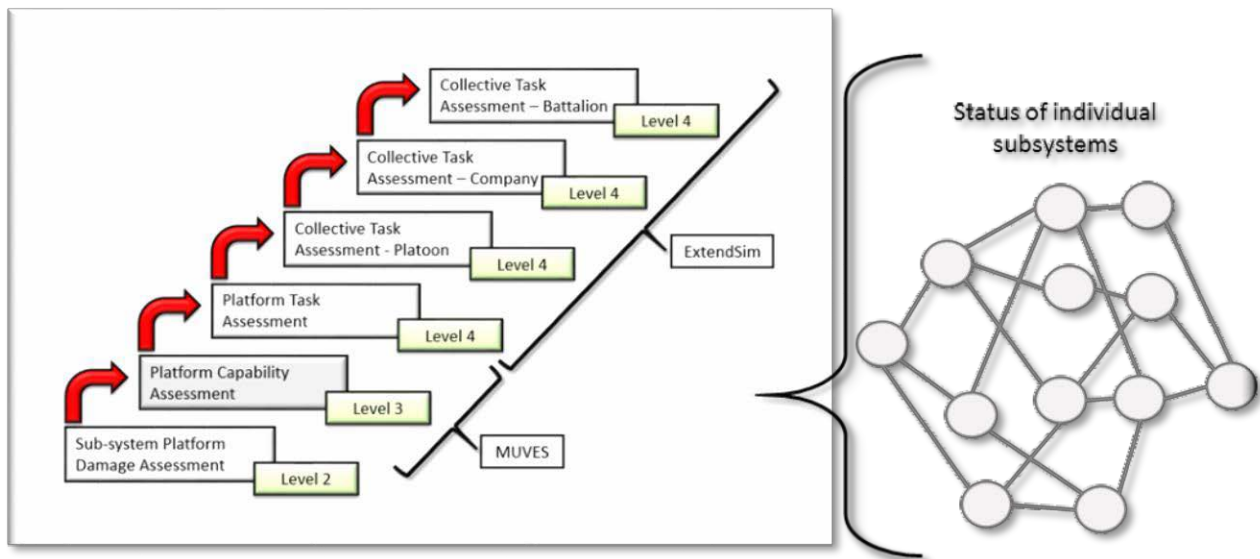 Collective Task
Assessment – Battalion
Level 4
Collective Task
Assessment – Company
Level 4
Collective Task
Assessment - Platoon
Level 4
Platform Task
Assessment
Level 4
Platform Capability
Assessment
Level 3
Sub-system Platform
Damage Assessment
Level 2
ExtendSim
MUVES
Status of individual
subsystems